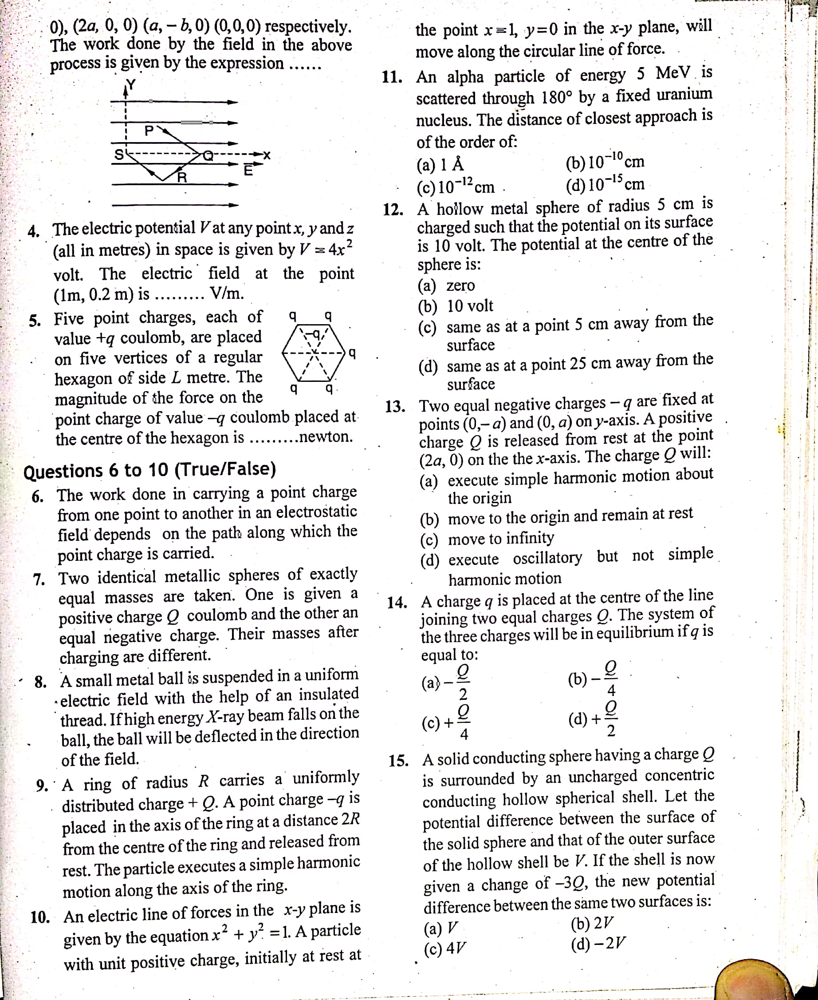 0), (2a, 0, 0) (a, – b, 0) (0,0,0) respectively.
The work done by the field in the above
process is given by the expression ......
Y
P
S
Q
X
E
R
4. The electric potential V at any point x, y and z
(all in metres) in space is given by V = 4x²
volt. The electric field at the point
(1m, 0.2 m) is ......... V/m.
5. Five point charges, each of
value +q coulomb, are placed
on five vertices of a regular
hexagon of side L metre. The
magnitude of the force on the
point charge of value –q coulomb placed at
the centre of the hexagon is .........newton.
q q
–q
q
q q
Questions 6 to 10 (True/False)
6. The work done in carrying a point charge
from one point to another in an electrostatic
field depends on the path along which the
point charge is carried.
7. Two identical metallic spheres of exactly
equal masses are taken. One is given a
positive charge Q coulomb and the other an
equal negative charge. Their masses after
charging are different.
8. A small metal ball is suspended in a uniform
electric field with the help of an insulated
thread. If high energy X-ray beam falls on the
ball, the ball will be deflected in the direction
of the field.
9. A ring of radius R carries a uniformly
distributed charge + Q. A point charge –q is
placed in the axis of the ring at a distance 2R
from the centre of the ring and released from
rest. The particle executes a simple harmonic
motion along the axis of the ring.
10. An electric line of forces in the x-y plane is
given by the equation x² + y² = 1. A particle
with unit positive charge, initially at rest at
the point x = 1, y = 0 in the x-y plane, will
move along the circular line of force.
11. An alpha particle of energy 5 MeV is
scattered through 180° by a fixed uranium
nucleus. The distance of closest approach is
of the order of:
(a) 1 Å (b) 10⁻¹⁰ cm
(c) 10⁻¹² cm (d) 10⁻¹⁵ cm
12. A hollow metal sphere of radius 5 cm is
charged such that the potential on its surface
is 10 volt. The potential at the centre of the
sphere is:
(a) zero
(b) 10 volt
(c) same as at a point 5 cm away from the
surface
(d) same as at a point 25 cm away from the
surface
13. Two equal negative charges – q are fixed at
points (0,– a) and (0, a) on y-axis. A positive
charge Q is released from rest at the point
(2a, 0) on the the x-axis. The charge Q will:
(a) execute simple harmonic motion about
the origin
(b) move to the origin and remain at rest
(c) move to infinity
(d) execute oscillatory but not simple
harmonic motion
14. A charge q is placed at the centre of the line
joining two equal charges Q. The system of
the three charges will be in equilibrium if q is
equal to:
(a) – Q/2 (b) – Q/4
(c) + Q/4 (d) + Q/2
15. A solid conducting sphere having a charge Q
is surrounded by an uncharged concentric
conducting hollow spherical shell. Let the
potential difference between the surface of
the solid sphere and that of the outer surface
of the hollow shell be V. If the shell is now
given a change of –3Q, the new potential
difference between the same two surfaces is:
(a) V (b) 2V
(c) 4V (d) –2V